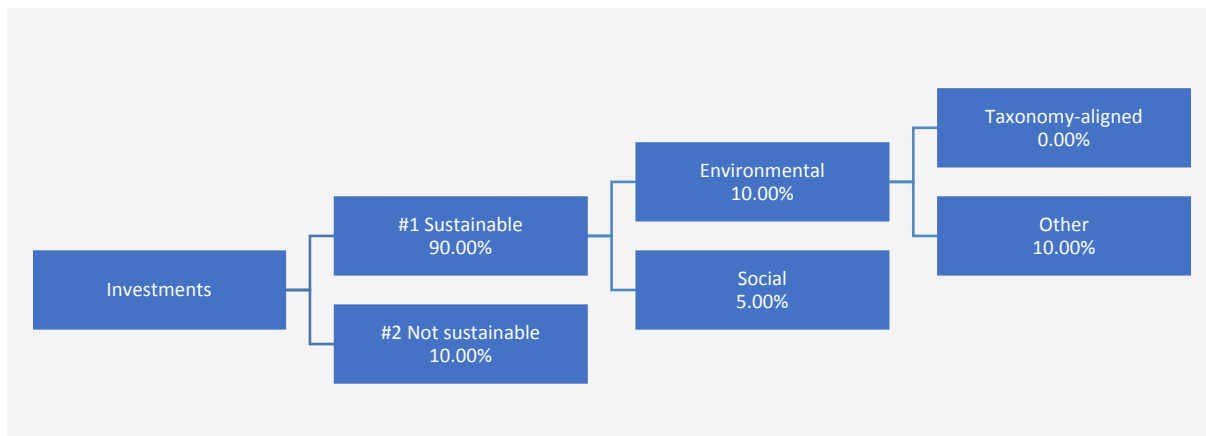 Investments
#1 Sustainable
90.00%
#2 Not sustainable
10.00%
Environmental
10.00%
Social
5.00%
Taxonomy-aligned
0.00%
Other
10.00%